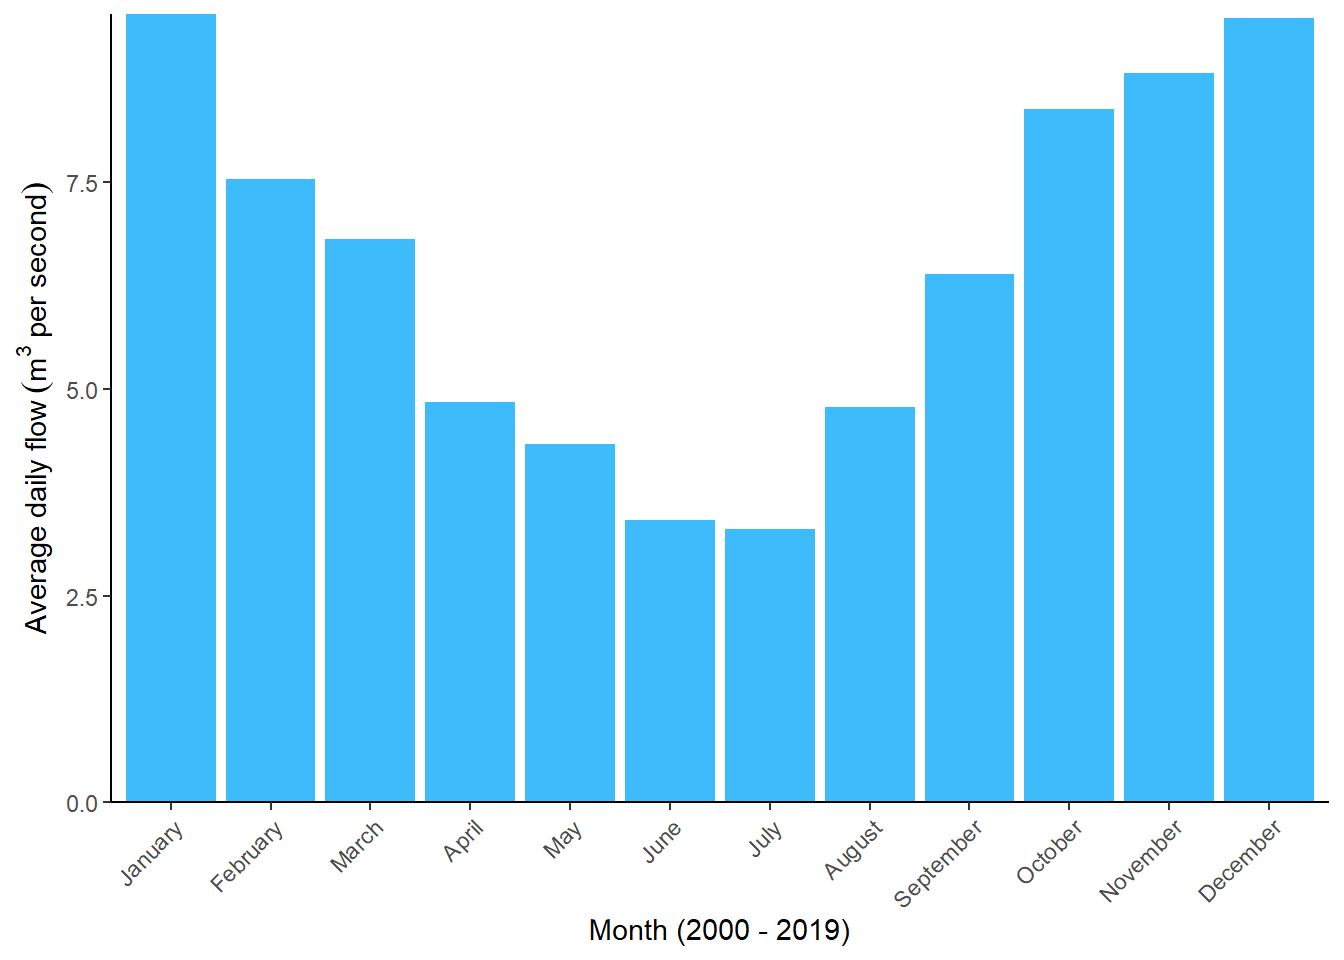 Average daily flow (m³ per second)
7.5
5.0
2.5
0.0
January
February
March
April
May
June
July
August
September
October
November
December
Month (2000 - 2019)